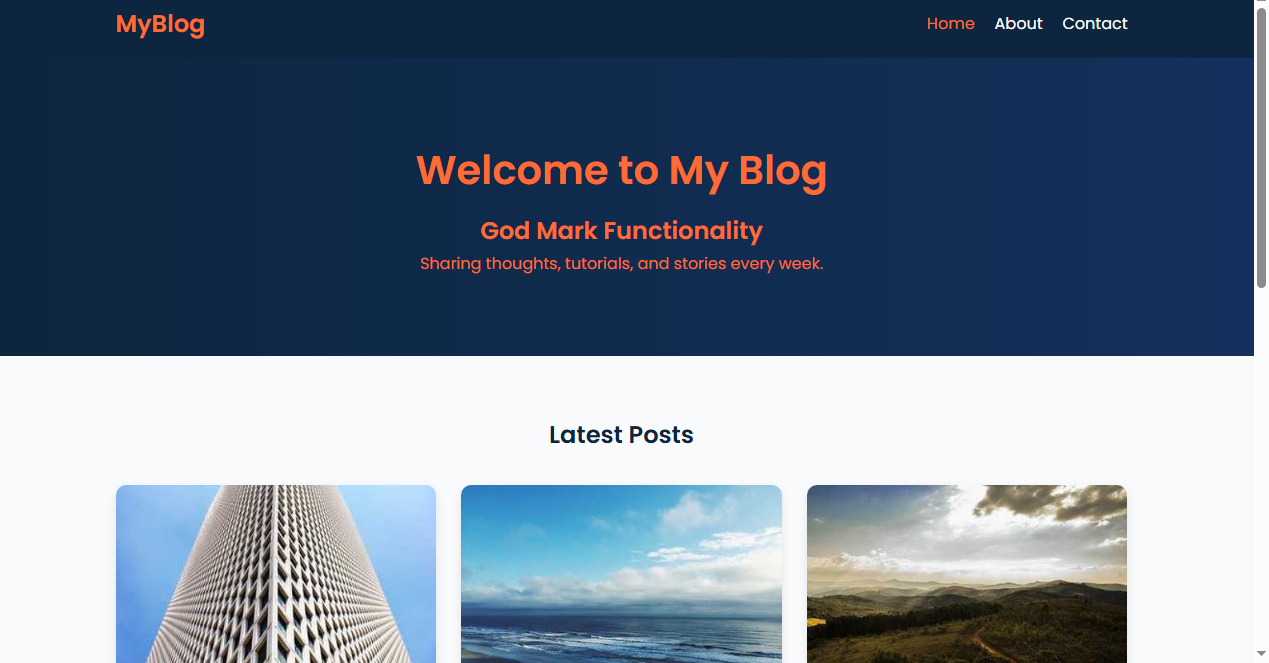 MyBlog
Home About Contact
Welcome to My Blog
God Mark Functionality
Sharing thoughts, tutorials, and stories every week.
Latest Posts